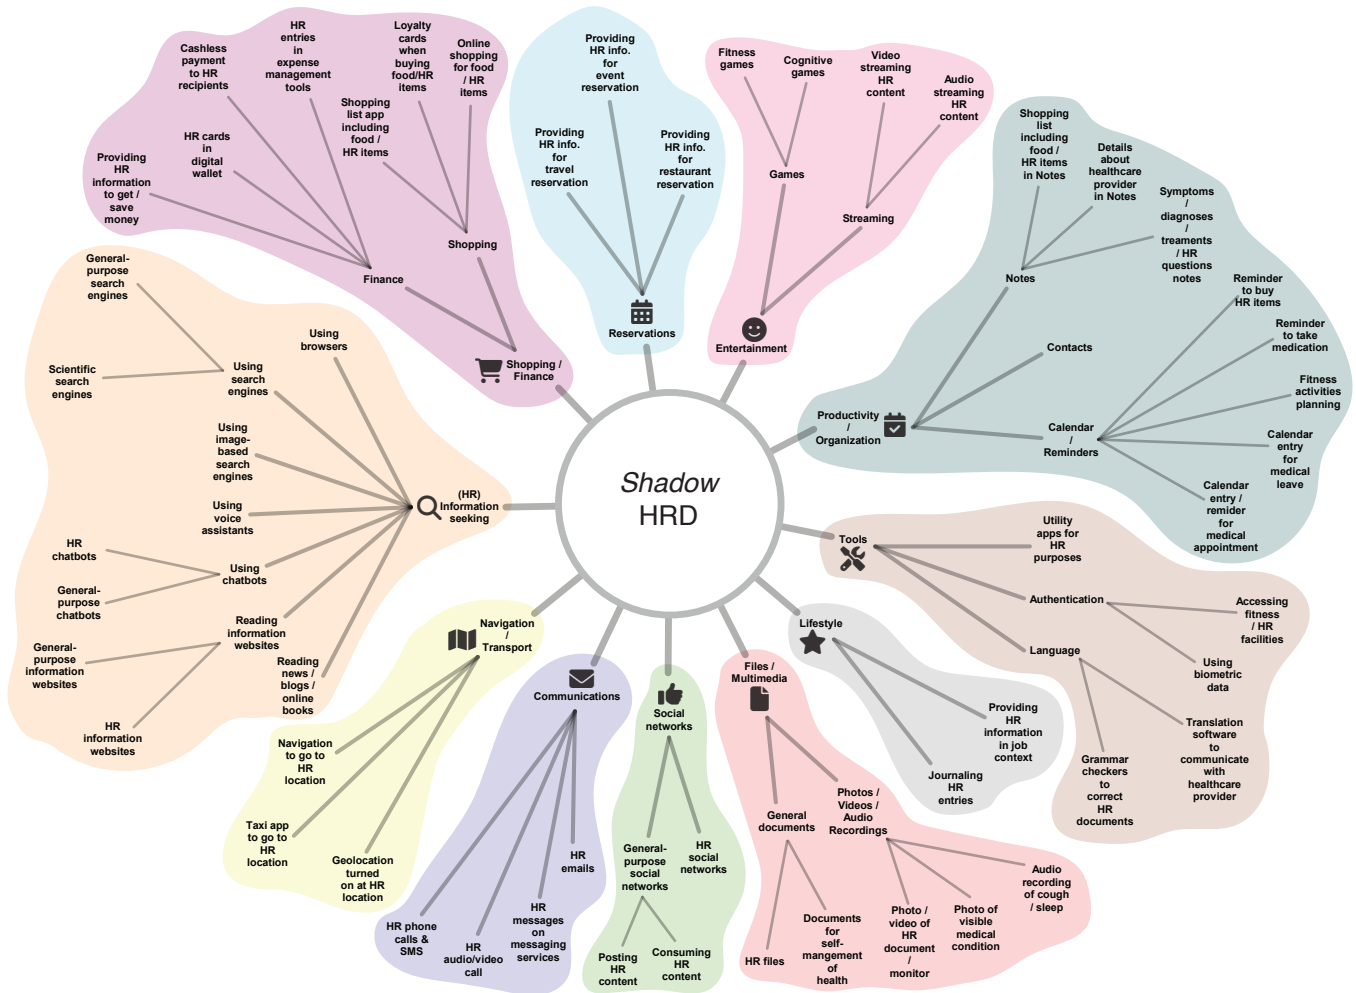 Shadow
HRD
Shopping /
Finance
Finance
Providing
HR
information
to get /
save
money
HR cards
in
digital
wallet
Cashless
payment
to HR
recipients
HR
entries
in
expense
management
tools
Shopping
Shopping
list app
including
food /
HR items
Loyalty
cards
when
buying
food/HR
items
Online
shopping
for food
/ HR
items
Reservations
Providing
HR info.
for
travel
reservation
Providing
HR info.
for
event
reservation
Providing
HR info.
for
restaurant
reservation
Entertainment
Games
Fitness
games
Cognitive
games
Streaming
Video
streaming
HR
content
Audio
streaming
HR
content
Productivity
/
Organization
Notes
Shopping
list
including
food /
HR items
in Notes
Details
about
healthcare
provider
in Notes
Symptoms
/
diagnoses
/
treaments
/ HR
questions
notes
Contacts
Calendar
/
Reminders
Reminder
to buy
HR items
Reminder
to take
medication
Fitness
activities
planning
Calendar
entry
for
medical
leave
Calendar
entry /
remider
for
medical
appointment
Tools
Utility
apps for
HR
purposes
Authentication
Accessing
fitness
/ HR
facilities
Using
biometric
data
Language
Translation
software
to
communicate
with
healthcare
provider
Grammar
checkers
to
correct
HR
documents
Lifestyle
Providing
HR
information
in job
context
Journaling
HR
entries
Files /
Multimedia
General
documents
HR files
Documents
for
self-
mangement
of
health
Photos /
Videos /
Audio
Recordings
Photo /
video of
HR
document
/
monitor
Photo of
visible
medical
condition
Audio
recording
of cough
/ sleep
Social
networks
General-
purpose
social
networks
Posting
HR
content
Consuming
HR
content
HR
social
networks
Communications
HR phone
calls &
SMS
HR
audio/video
call
HR
messages
on
messaging
services
HR
emails
Navigation
/
Transport
Navigation
to go to
HR
location
Taxi app
to go to
HR
location
Geolocation
turned
on at HR
location
(HR)
Information
seeking
Using
browsers
Using
search
engines
General-
purpose
search
engines
Scientific
search
engines
Using
image-
based
search
engines
Using
voice
assistants
Using
chatbots
HR
chatbots
General-
purpose
chatbots
Reading
information
websites
General-
purpose
information
websites
HR
information
websites
Reading
news /
blogs /
online
books